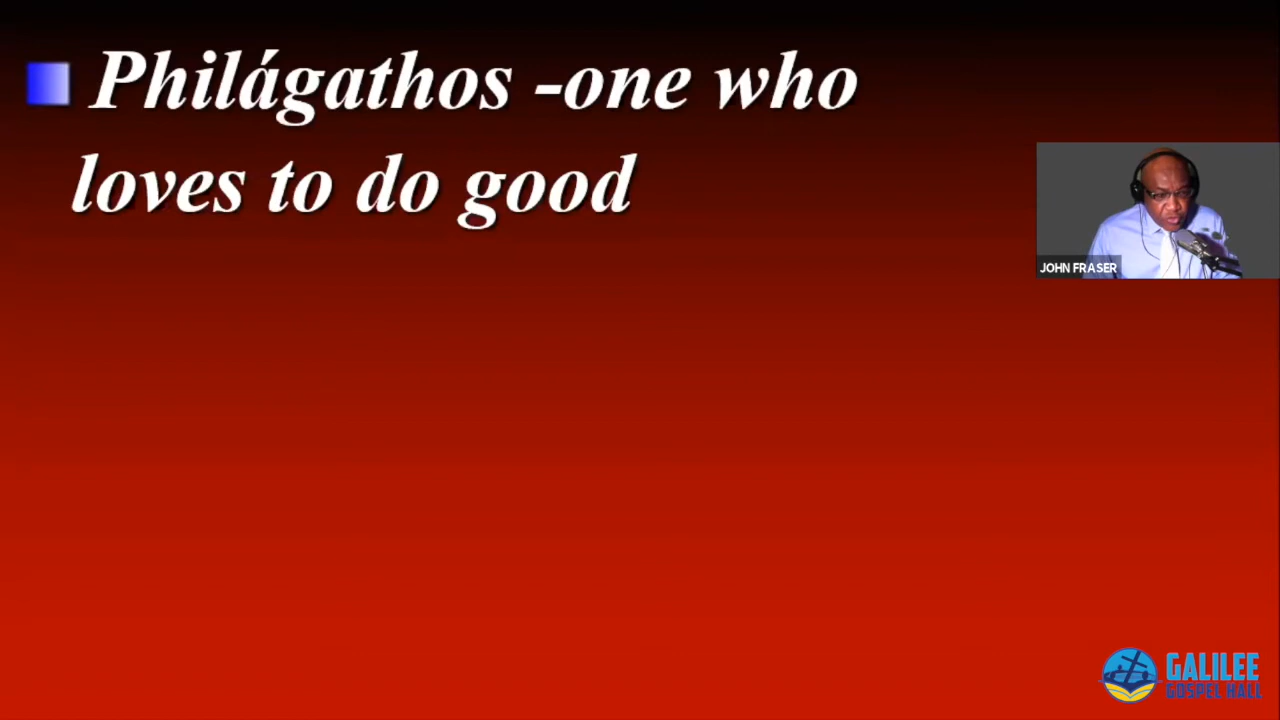 Philágathos -one who
loves to do good
JOHN FRASER
GALILEE
GOSPEL HALL